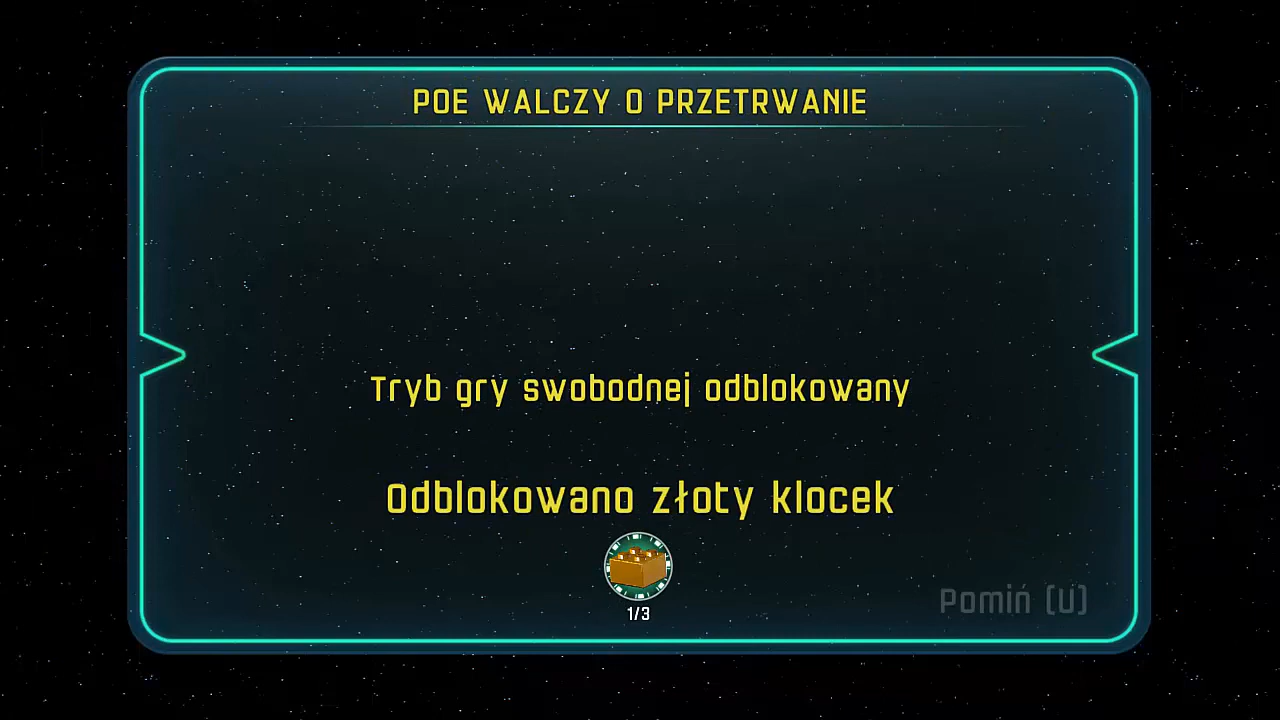 POE WALCZY O PRZETRWANIE
Tryb gry swobodnej odblokowany
Odblokowano złoty klocek
1/3
Pomiń (U)